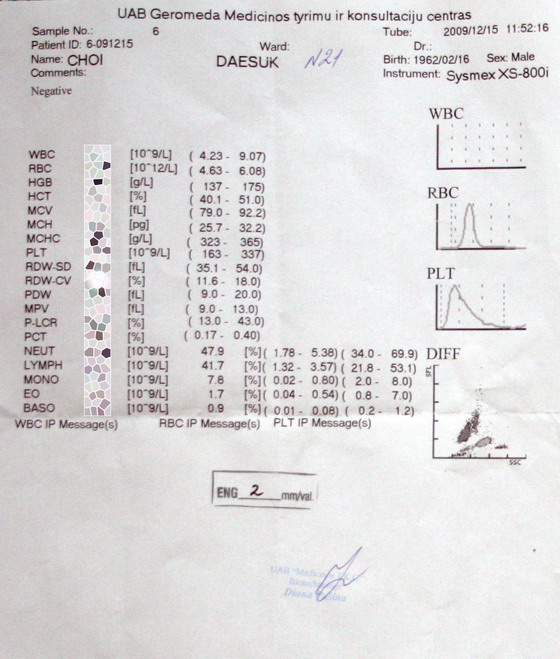 UAB Geromeda Medicinos tyrimu ir konsultaciju centras
Sample No.: 6 Tube: 2009/12/15 11:52:16
Patient ID: 6-091215 Ward: Dr.:
Name: CHOI DAESUK N21 Birth: 1962/02/16 Sex: Male
Comments: Instrument: Sysmex XS-800i
Negative
WBC
WBC [10^9/L] ( 4.23 - 9.07)
RBC [10^12/L] ( 4.63 - 6.08)
HGB [g/L] ( 137 - 175)
HCT [%] ( 40.1 - 51.0)
RBC
MCV [fL] ( 79.0 - 92.2)
MCH [pg] ( 25.7 - 32.2)
MCHC [g/L] ( 323 - 365)
PLT [10^9/L] ( 163 - 337)
RDW-SD [fL] ( 35.1 - 54.0)
PLT
RDW-CV [%] ( 11.6 - 18.0)
PDW [fL] ( 9.0 - 20.0)
MPV [fL] ( 9.0 - 13.0)
P-LCR [%] ( 13.0 - 43.0)
PCT [%] ( 0.17 - 0.40)
NEUT [10^9/L] 47.9 [%] ( 1.78 - 5.38) ( 34.0 - 69.9) DIFF
LYMPH [10^9/L] 41.7 [%] ( 1.32 - 3.57) ( 21.8 - 53.1)
MONO [10^9/L] 7.8 [%] ( 0.02 - 0.80) ( 2.0 - 8.0)
EO [10^9/L] 1.7 [%] ( 0.04 - 0.54) ( 0.8 - 7.0)
BASO [10^9/L] 0.9 [%] ( 0.01 - 0.08) ( 0.2 - 1.2)
SFL
SSC
WBC IP Message(s) RBC IP Message(s) PLT IP Message(s)
ENG 2 mm/val.
UAB
Diana